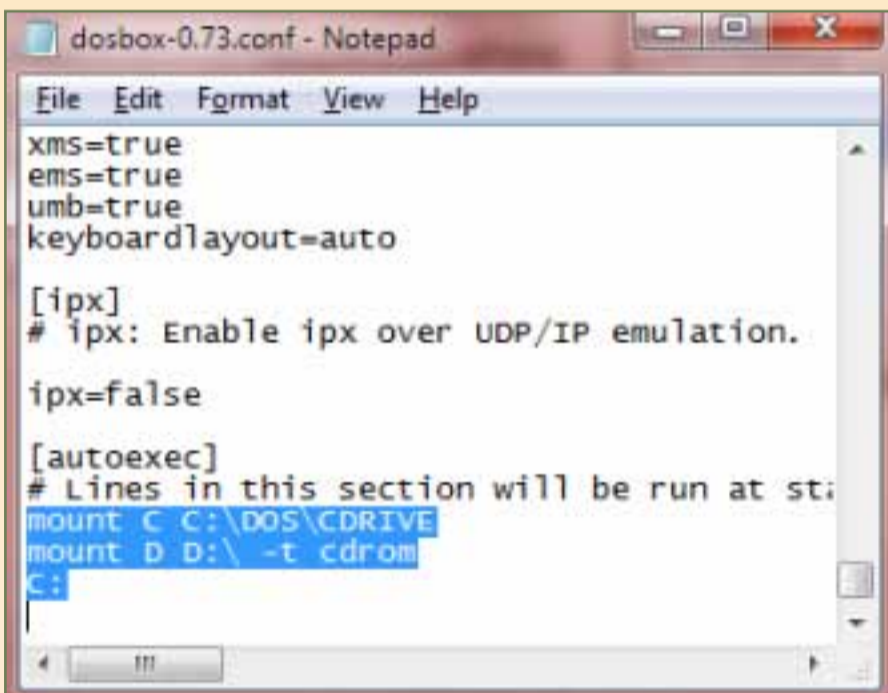 dosbox-0.73.conf - Notepad
File Edit Format View Help
xms=true
ems=true
umb=true
keyboardlayout=auto
[ipx]
# ipx: Enable ipx over UDP/IP emulation.
ipx=false
[autoexec]
# Lines in this section will be run at
mount C C:\DOS\CDRIVE
mount D D:\ -t cdrom
C: